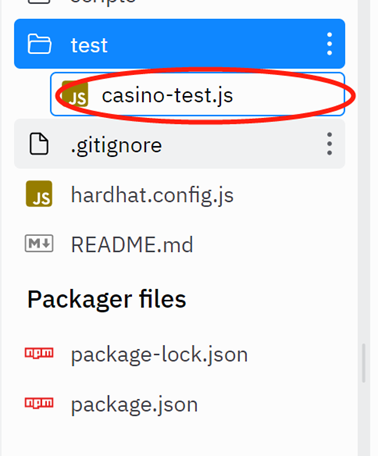 scripts
test
JS casino-test.js
.gitignore
JS hardhat.config.js
M README.md
Packager files
npm package-lock.json
npm package.json